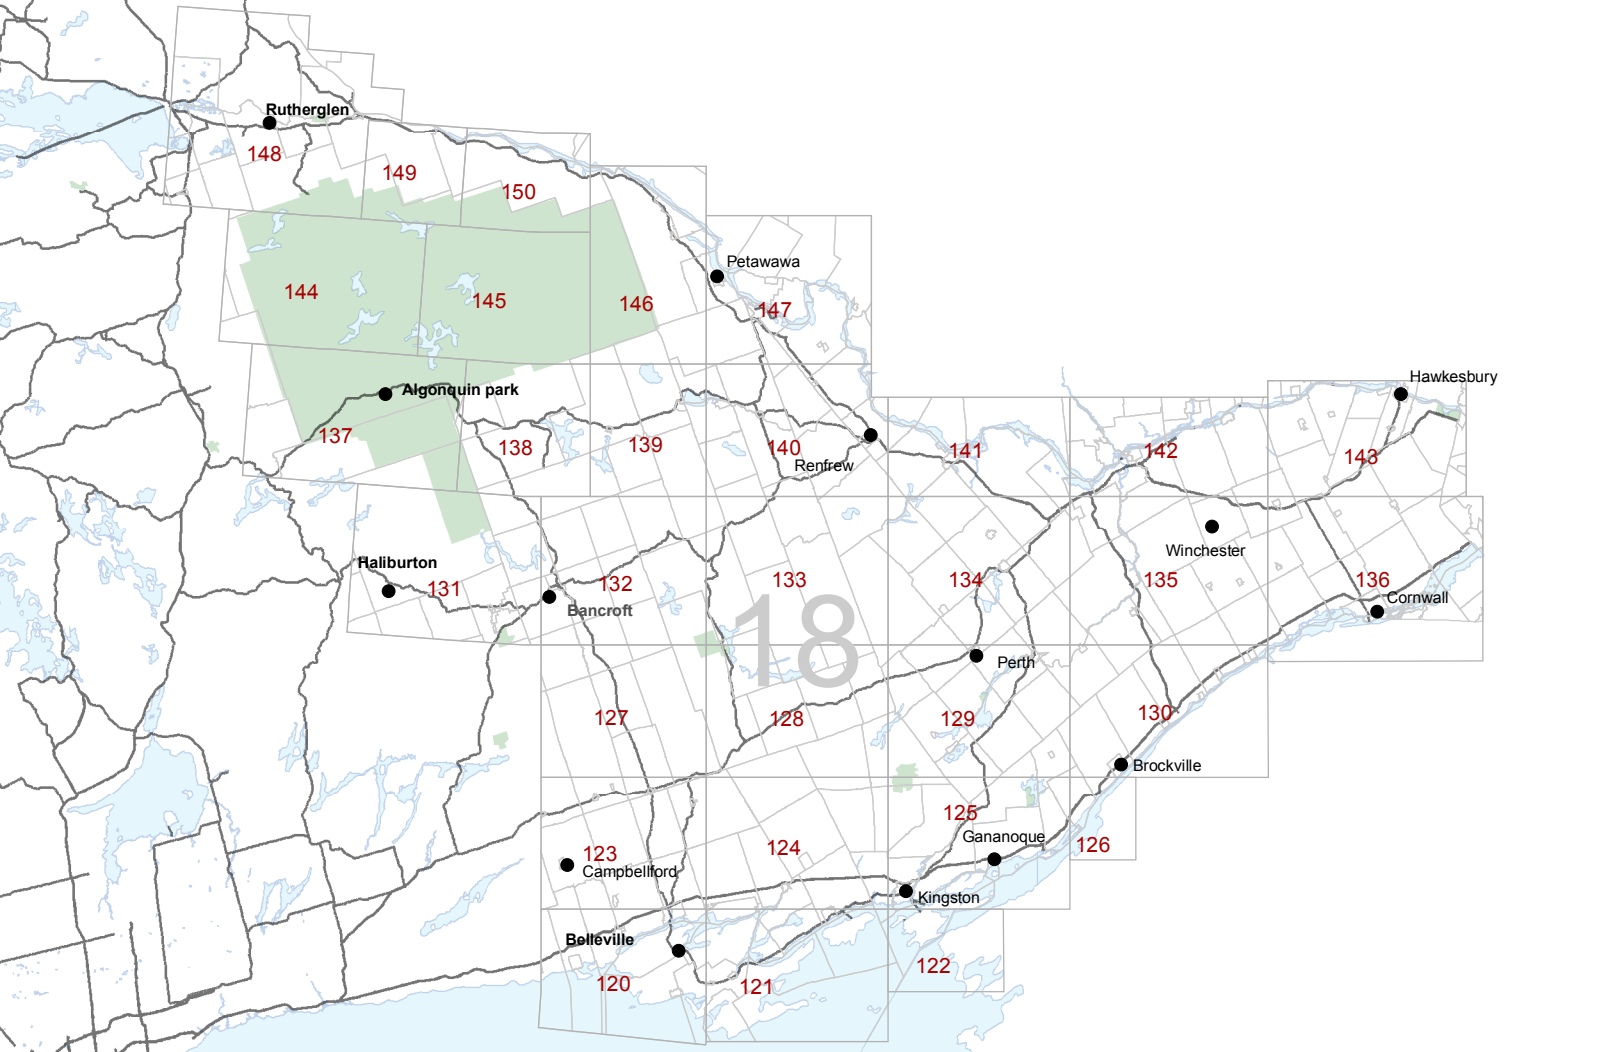 Rutherglen
148
149
150
Petawawa
144
145
146
147
Hawkesbury
Algonquin park
137
138
139
140
Renfrew
141
142
143
Winchester
Haliburton
131
132
Bancroft
133
134
135
136
Cornwall
18
Perth
127
128
129
130
Brockville
125
Gananoque
126
123
Campbellford
124
Kingston
Belleville
120
121
122